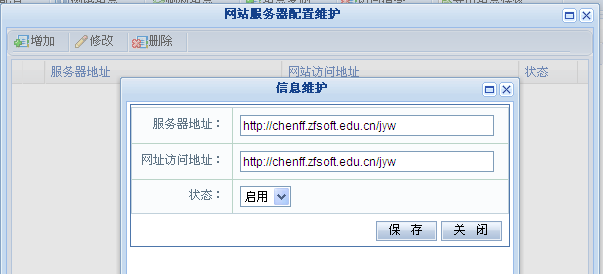 网站服务器配置维护
增加 修改 删除
服务器地址 网站访问地址 状态
信息维护
服务器地址： http://chenff.zfsoft.edu.cn/jyw
网址访问地址： http://chenff.zfsoft.edu.cn/jyw
状态： 启用
保 存 关 闭